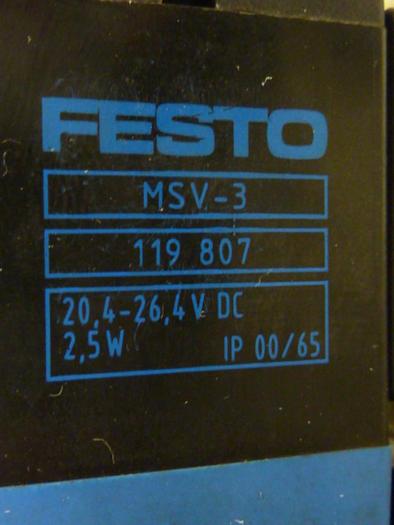 FESTO
MSV-3
119 807
20,4-26,4V DC
2,5W IP 00/65